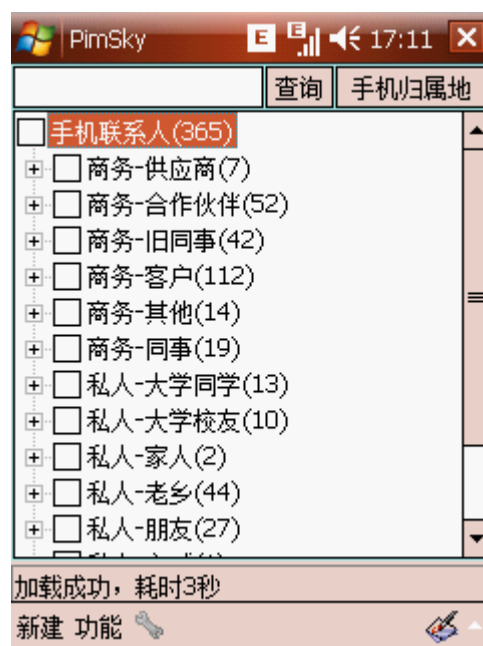 PimSky E E 17:11
查询 手机归属地
手机联系人(365)
商务-供应商(7)
商务-合作伙伴(52)
商务-旧同事(42)
商务-客户(112)
商务-其他(14)
商务-同事(19)
私人-大学同学(13)
私人-大学校友(10)
私人-家人(2)
私人-老乡(44)
私人-朋友(27)
加载成功，耗时3秒
新建 功能